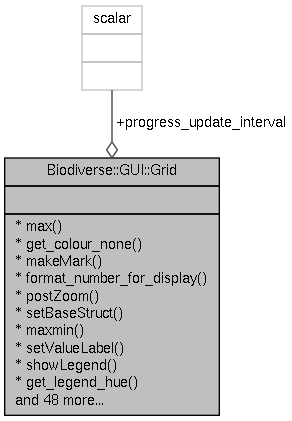 scalar
+progress_update_interval
Biodiverse::GUI::Grid
* max()
* get_colour_none()
* makeMark()
* format_number_for_display()
* postZoom()
* setBaseStruct()
* maxmin()
* setValueLabel()
* showLegend()
* get_legend_hue()
and 48 more...